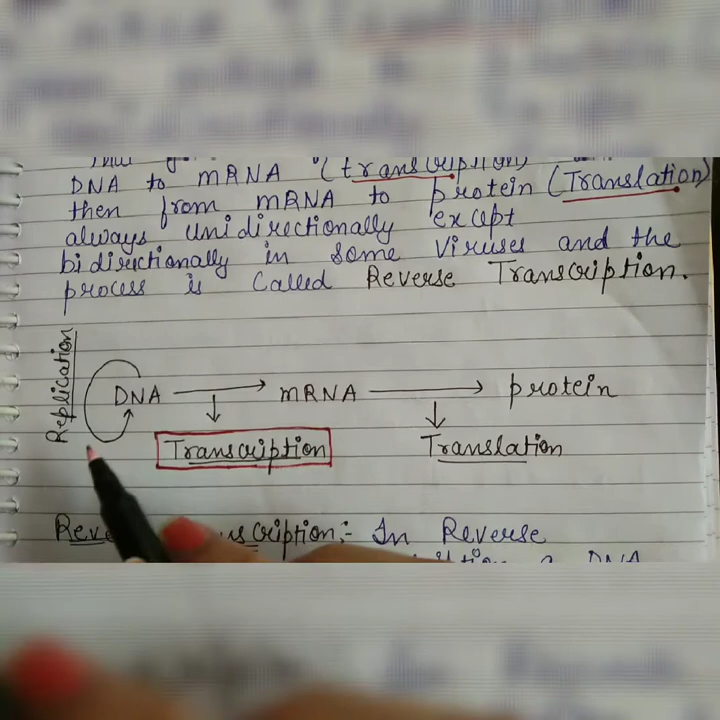 DNA to mRNA (transcription)
then from mRNA to protein (Translation)
always unidirectionally except
bidirectionally in some viruses and the
process is called Reverse Transcription.
Replication
DNA → mRNA → protein
↓ ↓
Transcription Translation
In Reverse
DNA